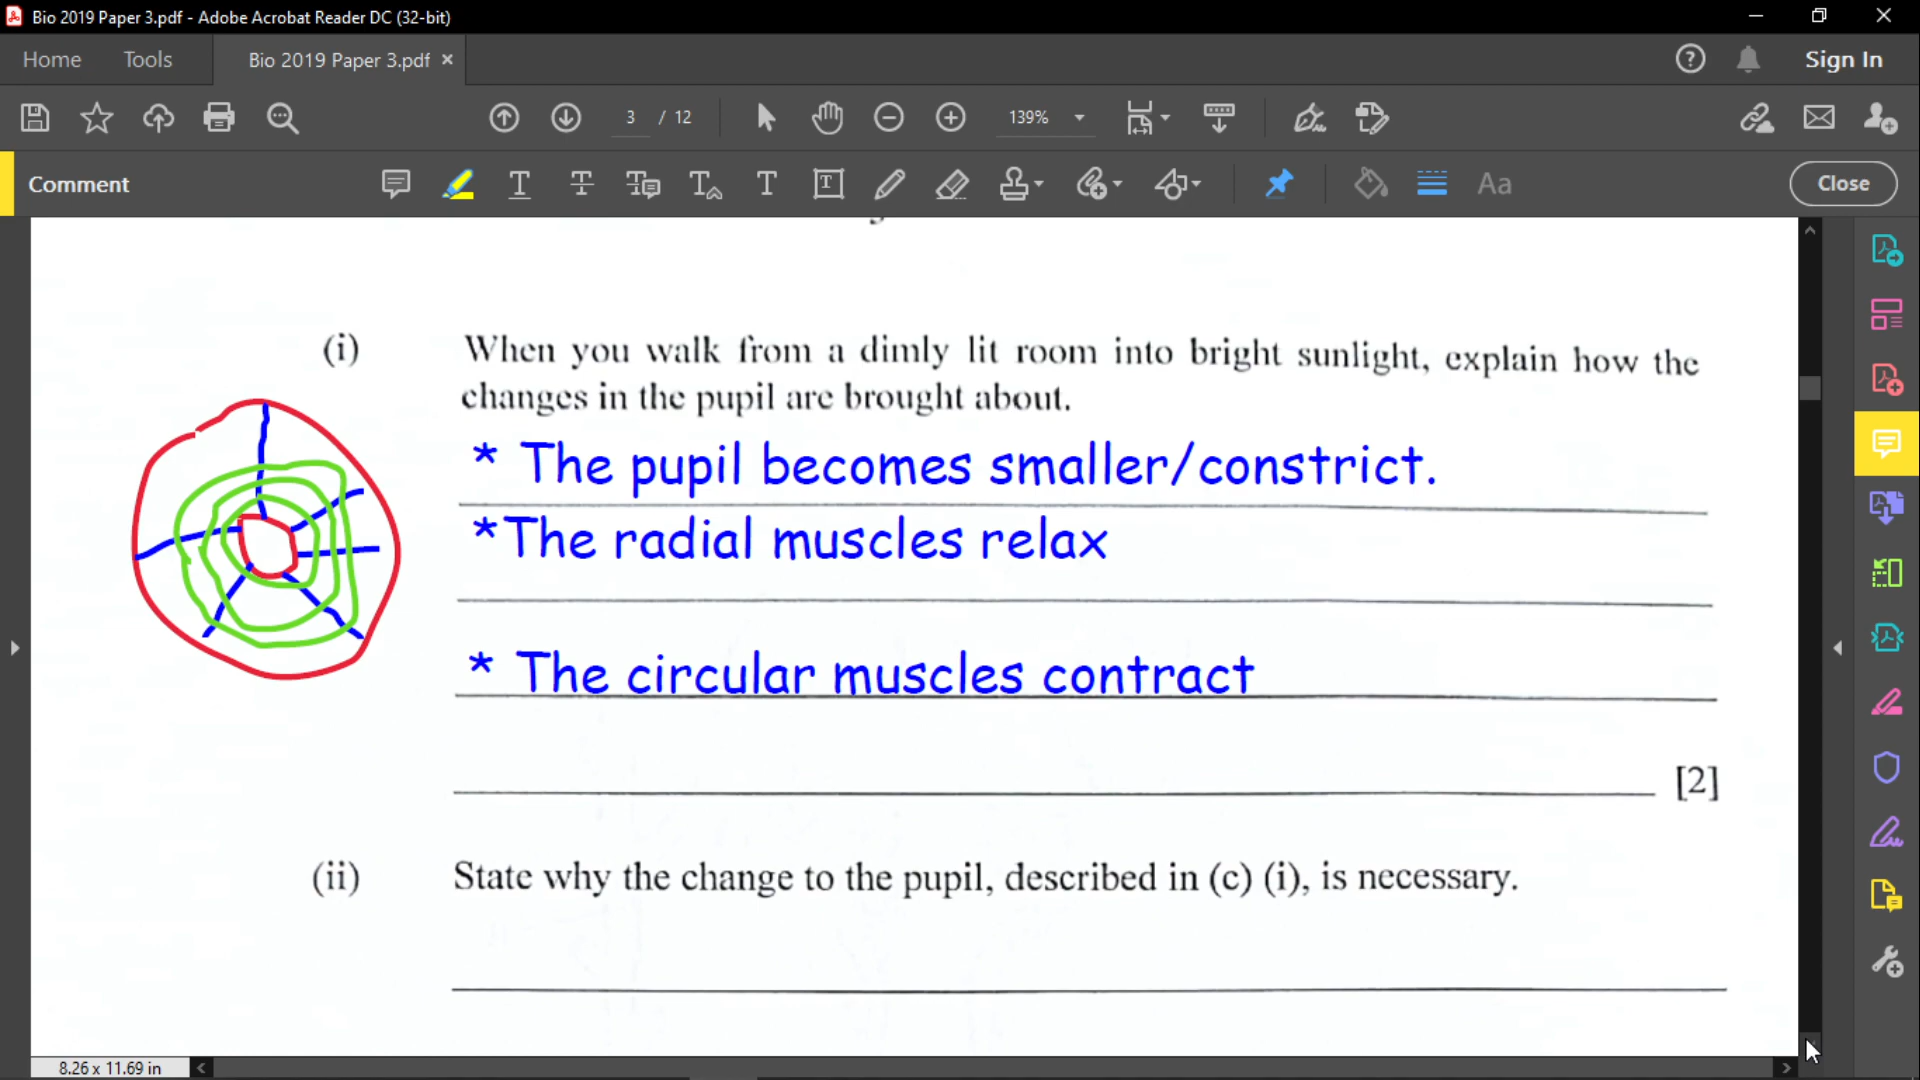 Bio 2019 Paper 3.pdf - Adobe Acrobat Reader DC (32-bit)
Home Tools Bio 2019 Paper 3.pdf × Sign In
3 / 12 139%
Comment Close
(i) When you walk from a dimly lit room into bright sunlight, explain how the
changes in the pupil are brought about.
* The pupil becomes smaller/constrict.
*The radial muscles relax
* The circular muscles contract
[2]
(ii) State why the change to the pupil, described in (c) (i), is necessary.
8.26 x 11.69 in